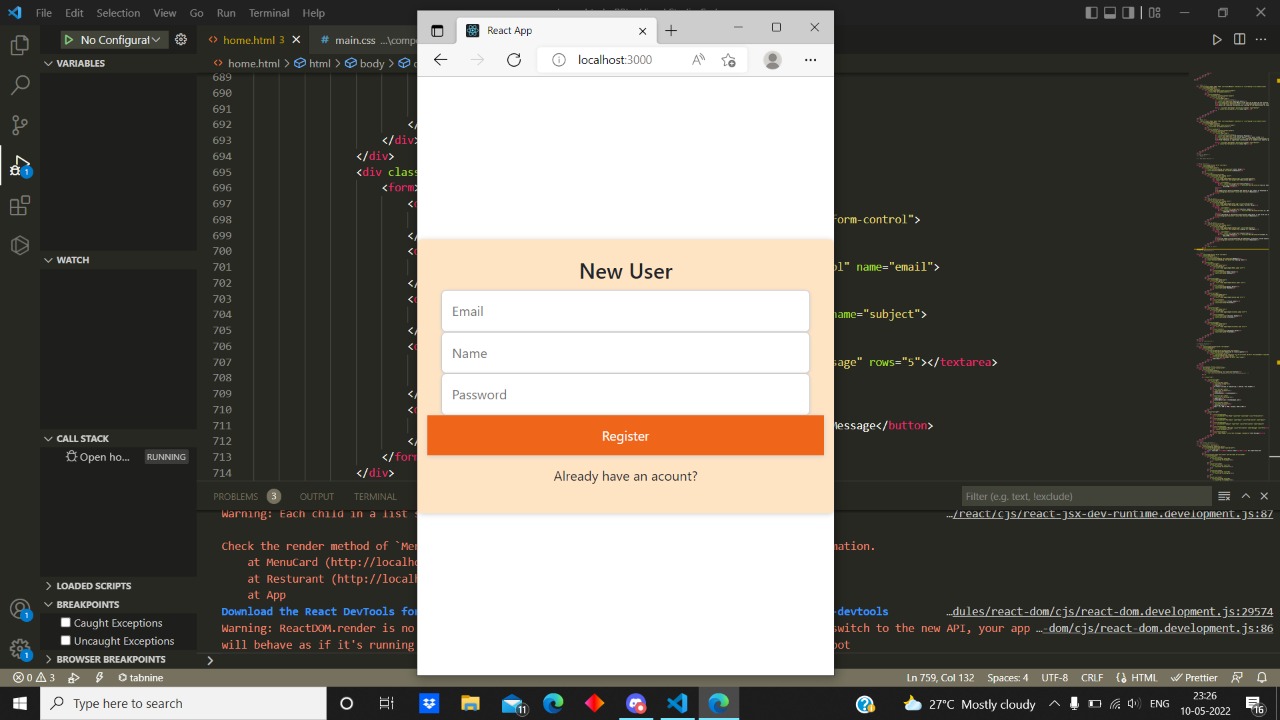 File Edit Selection View Go Run Terminal Help
React App
No Configurat
home.html 3
main.css ...\compo
localhost:3000
VARIABLES
home.html > html > body >
689
690
691
692 </
693 </div>
694 </div>
695 <div class
696 <form
697 <d
698 form-control">
699 </
700 <d
701 ol" name="email">
702 </
703 <d
704 name="subject">
705 </
706 <d
707 sage" rows="5"></textarea>
708
709 </
710 <d
711 Message</button>
712 </
713 </form
714 </div>
WATCH
CALL STACK
Open ho... RUNNING
LOADED SCRIPTS
BREAKPOINTS
Caught Exceptions
Uncaught Exceptions
BROWSER BREAKPOINTS
New User
Email
Name
Password
Register
Already have an acount?
PROBLEMS 3 OUTPUT TERMINAL
Filter (e.g. text, !exclude)
Warning: Each child in a list s …/react/cjs/react-jsx-dev-runtime.development.js:87
Check the render method of `Men mation.
at MenuCard (http://localho
at Resturant (http://local
at App
Download the React DevTools for -devtools …dules/react-dom/cjs/react-dom.development.js:29574
Warning: ReactDOM.render is no switch to the new API, your app …-dom/cjs/react-dom.development.js:86
will behave as if it's running oot
0 3 tabnine
Ln 759, Col 132 Spaces: 4 UTF-8 CRLF HTML Prettier
Type here to search
11
27°C Mostly cloudy
ENG
23:26
10-05-2022
16